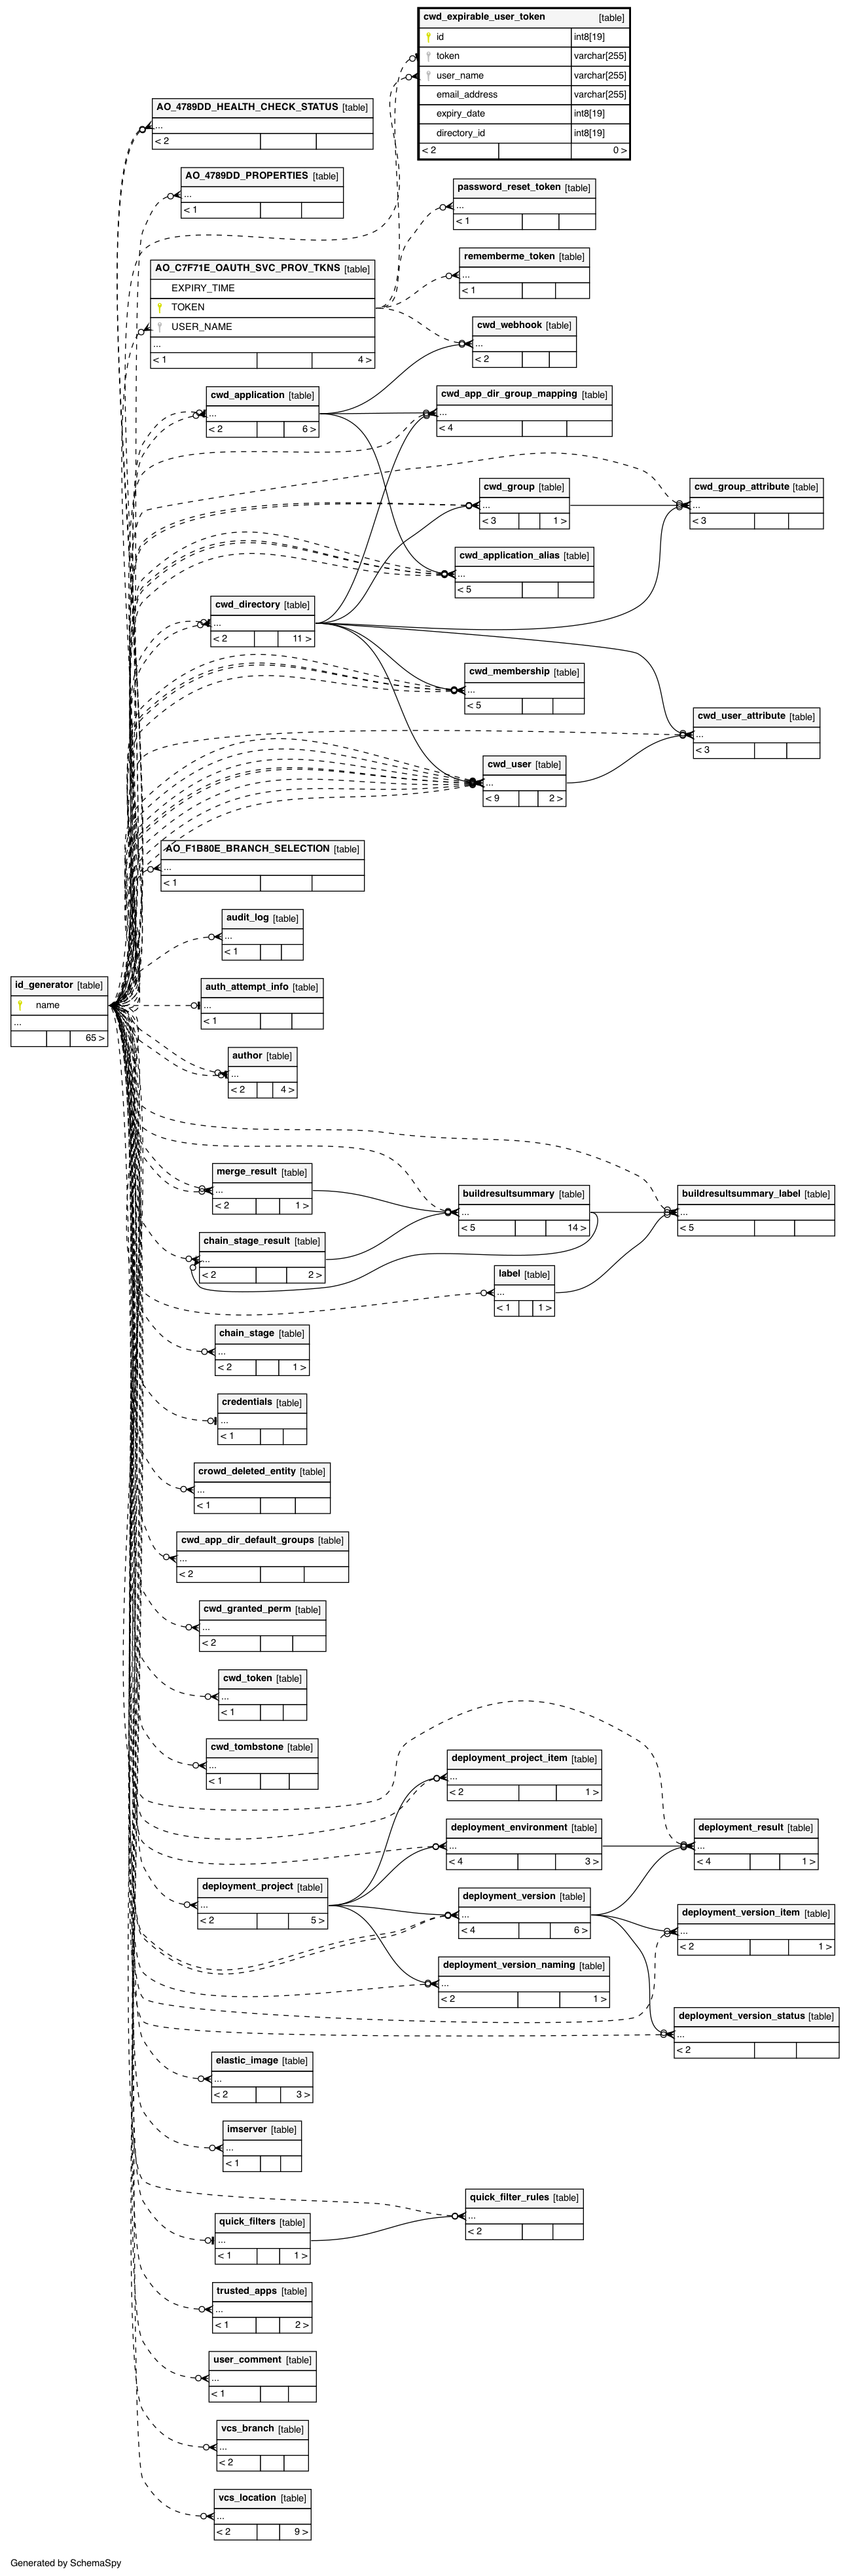 cwd_expirable_user_token [table]
id int8[19]
token varchar[255]
user_name varchar[255]
email_address varchar[255]
expiry_date int8[19]
directory_id int8[19]
< 2 0 >
AO_4789DD_HEALTH_CHECK_STATUS [table]
...
< 2
AO_4789DD_PROPERTIES [table]
...
< 1
password_reset_token [table]
...
< 1
rememberme_token [table]
...
< 1
AO_C7F71E_OAUTH_SVC_PROV_TKNS [table]
EXPIRY_TIME
TOKEN
USER_NAME
...
< 1 4 >
cwd_webhook [table]
...
< 2
cwd_application [table]
...
< 2 6 >
cwd_app_dir_group_mapping [table]
...
< 4
cwd_group [table]
...
< 3 1 >
cwd_group_attribute [table]
...
< 3
cwd_application_alias [table]
...
< 5
cwd_directory [table]
...
< 2 11 >
cwd_membership [table]
...
< 5
cwd_user_attribute [table]
...
< 3
cwd_user [table]
...
< 9 2 >
AO_F1B80E_BRANCH_SELECTION [table]
...
< 1
audit_log [table]
...
< 1
id_generator [table]
name
...
65 >
auth_attempt_info [table]
...
< 1
author [table]
...
< 2 4 >
merge_result [table]
...
< 2 1 >
buildresultsummary [table]
...
< 5 14 >
buildresultsummary_label [table]
...
< 5
chain_stage_result [table]
...
< 2 2 >
label [table]
...
< 1 1 >
chain_stage [table]
...
< 2 1 >
credentials [table]
...
< 1
crowd_deleted_entity [table]
...
< 1
cwd_app_dir_default_groups [table]
...
< 2
cwd_granted_perm [table]
...
< 2
cwd_token [table]
...
< 1
cwd_tombstone [table]
...
< 1
deployment_project_item [table]
...
< 2 1 >
deployment_environment [table]
...
< 4 3 >
deployment_result [table]
...
< 4 1 >
deployment_project [table]
...
< 2 5 >
deployment_version [table]
...
< 4 6 >
deployment_version_item [table]
...
< 2 1 >
deployment_version_naming [table]
...
< 2 1 >
deployment_version_status [table]
...
< 2
elastic_image [table]
...
< 2 3 >
imserver [table]
...
< 1
quick_filter_rules [table]
...
< 2
quick_filters [table]
...
< 1 1 >
trusted_apps [table]
...
< 1 2 >
user_comment [table]
...
< 1
vcs_branch [table]
...
< 2
vcs_location [table]
...
< 2 9 >
Generated by SchemaSpy